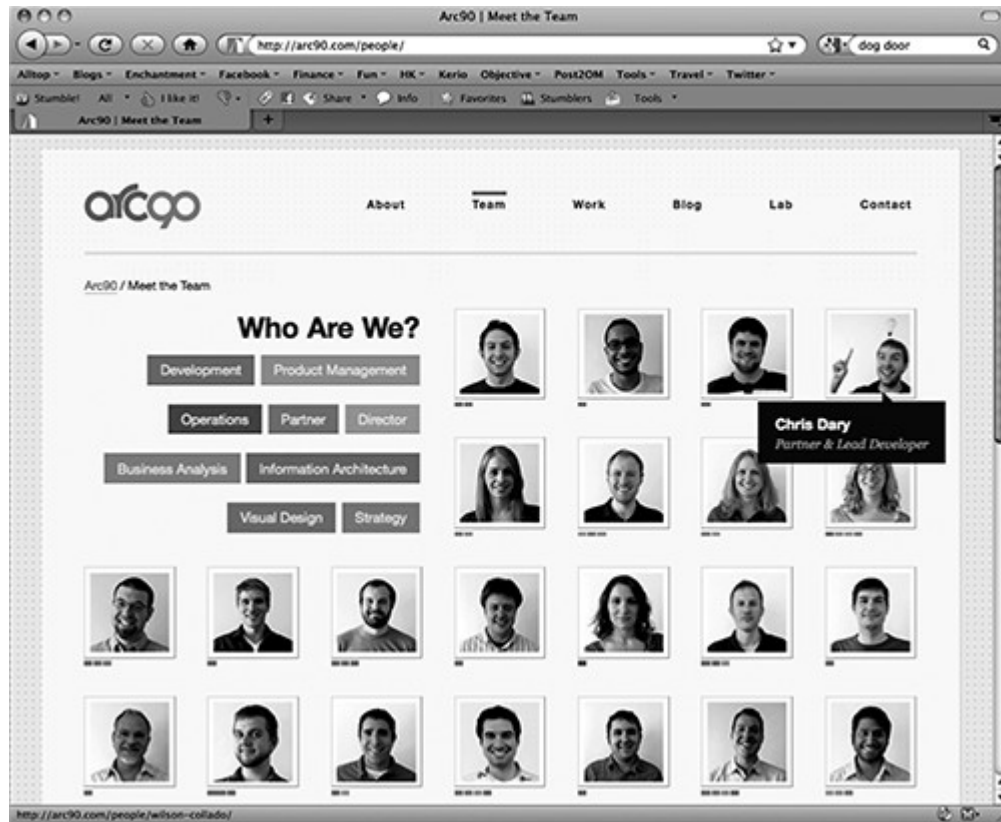 Arc90 | Meet the Team
http://arc90.com/people/
dog door
Alltop Blogs Enchantment Facebook Finance Fun HK Kerio Objective Post2OM Tools Travel Twitter
Stumble! All I like it! Share Info Favorites Stumblers Tools
Arc90 | Meet the Team
arc90
About Team Work Blog Lab Contact
Arc90 / Meet the Team
Who Are We?
Development Product Management
Operations Partner Director
Business Analysis Information Architecture
Visual Design Strategy
Chris Dary
Partner & Lead Developer
http://arc90.com/people/wilson-collado/